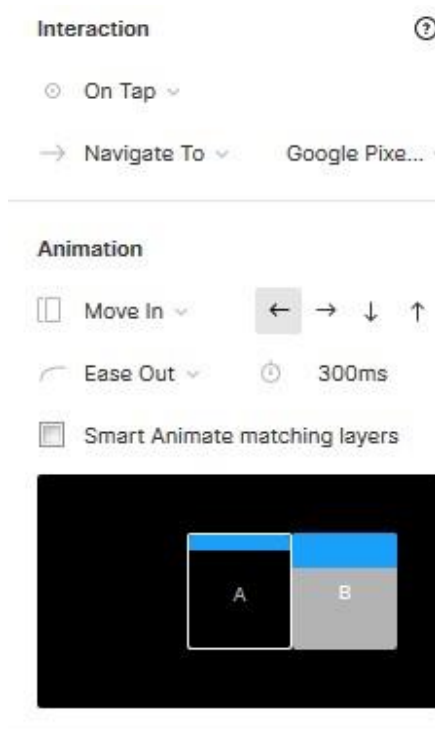 Interaction ?
On Tap
Navigate To Google Pixe...
Animation
Move In
Ease Out 300ms
Smart Animate matching layers
A B